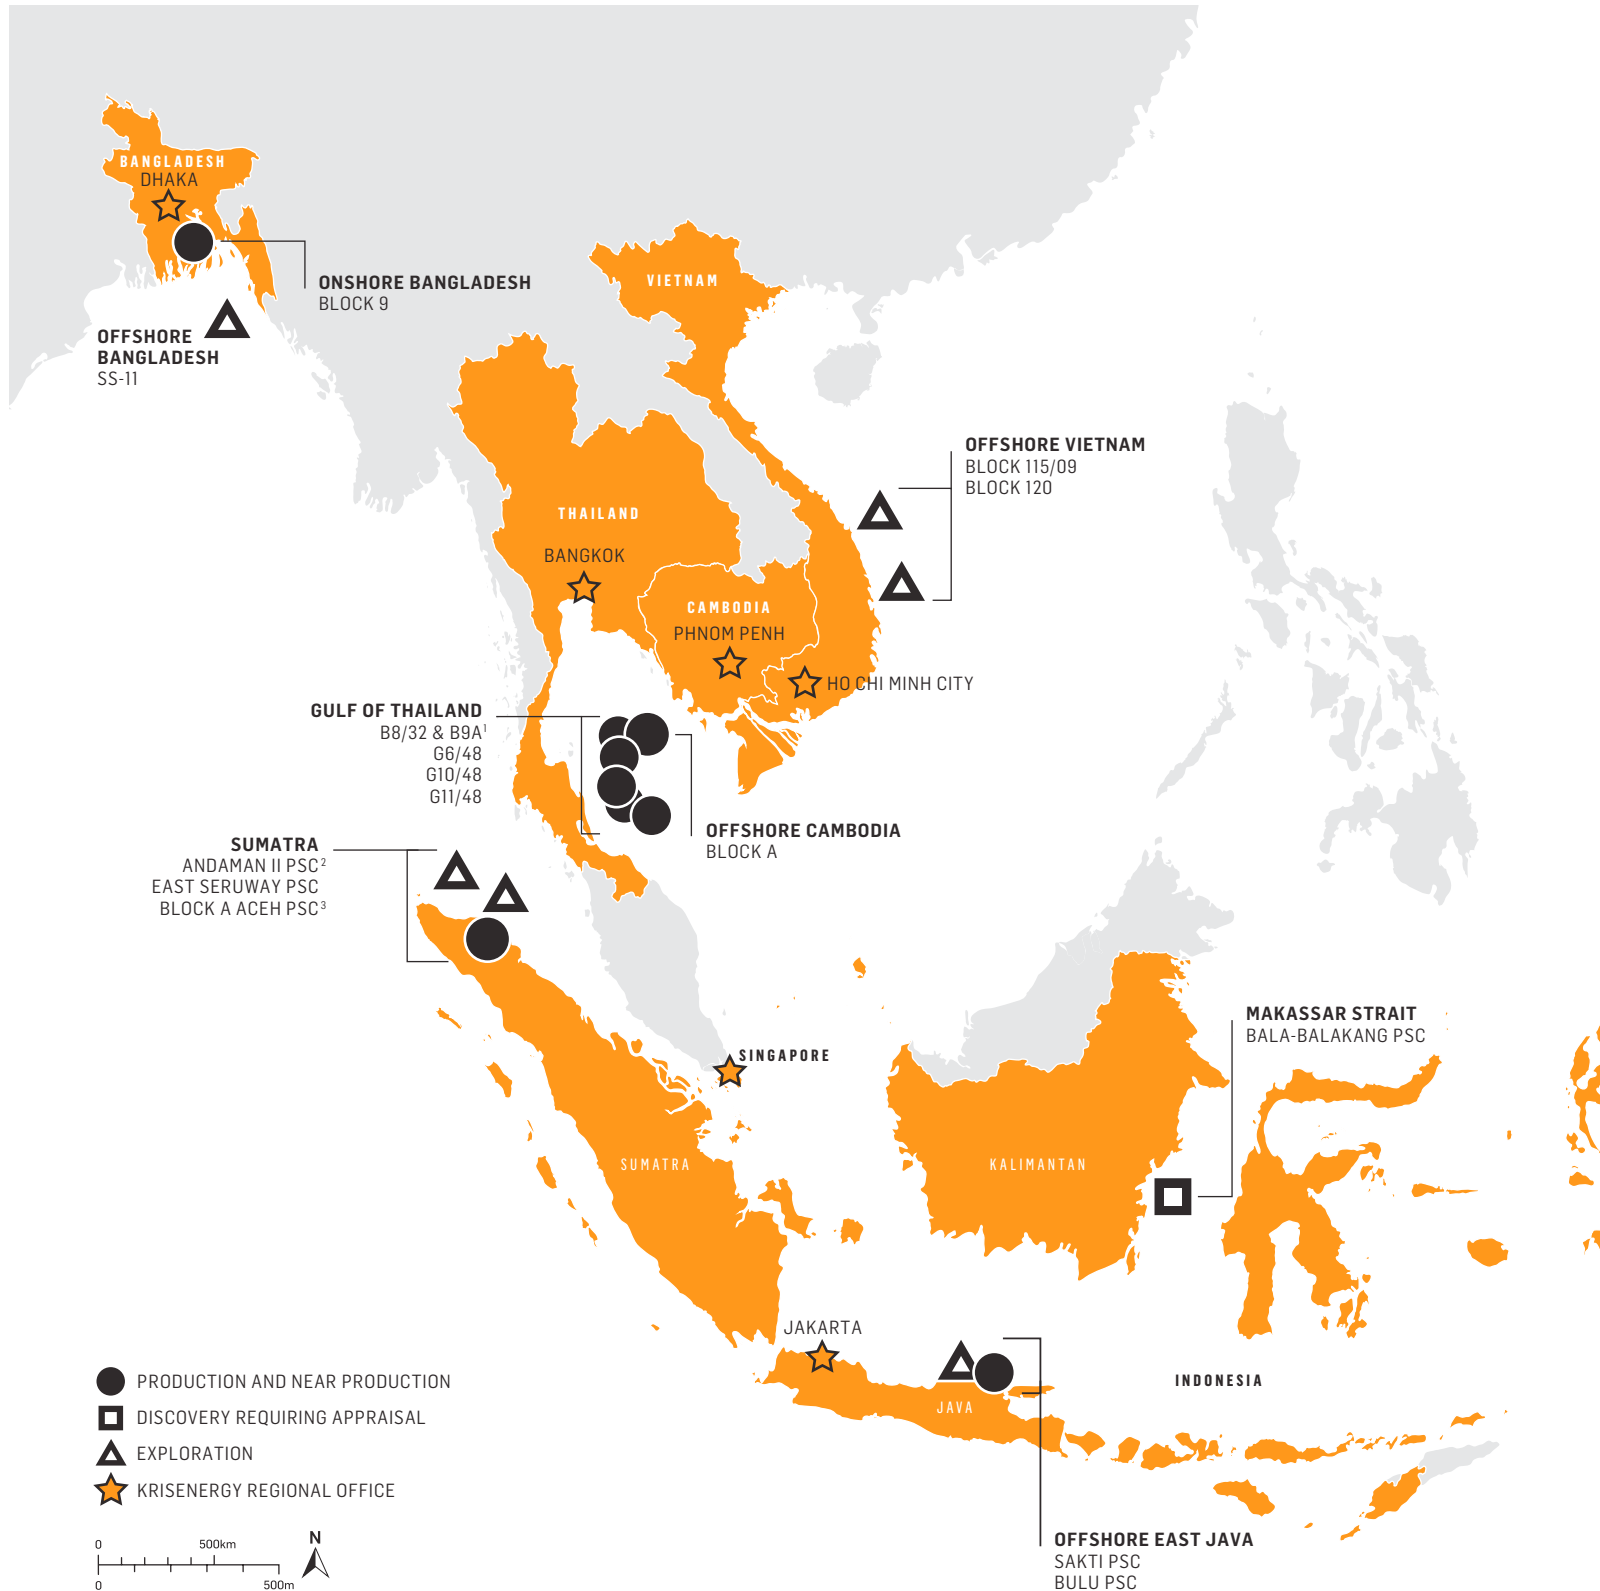 BANGLADESH
DHAKA
ONSHORE BANGLADESH
BLOCK 9
OFFSHORE
BANGLADESH
SS-11
VIETNAM
OFFSHORE VIETNAM
BLOCK 115/09
BLOCK 120
THAILAND
BANGKOK
CAMBODIA
PHNOM PENH
HO CHI MINH CITY
GULF OF THAILAND
B8/32 & B9A¹
G6/48
G10/48
G11/48
OFFSHORE CAMBODIA
BLOCK A
SUMATRA
ANDAMAN II PSC²
EAST SERUWAY PSC
BLOCK A ACEH PSC³
MAKASSAR STRAIT
BALA-BALAKANG PSC
SINGAPORE
SUMATRA
KALIMANTAN
JAKARTA
JAVA
INDONESIA
PRODUCTION AND NEAR PRODUCTION
DISCOVERY REQUIRING APPRAISAL
EXPLORATION
KRISENERGY REGIONAL OFFICE
0 500km
N
0 500m
OFFSHORE EAST JAVA
SAKTI PSC
BULU PSC